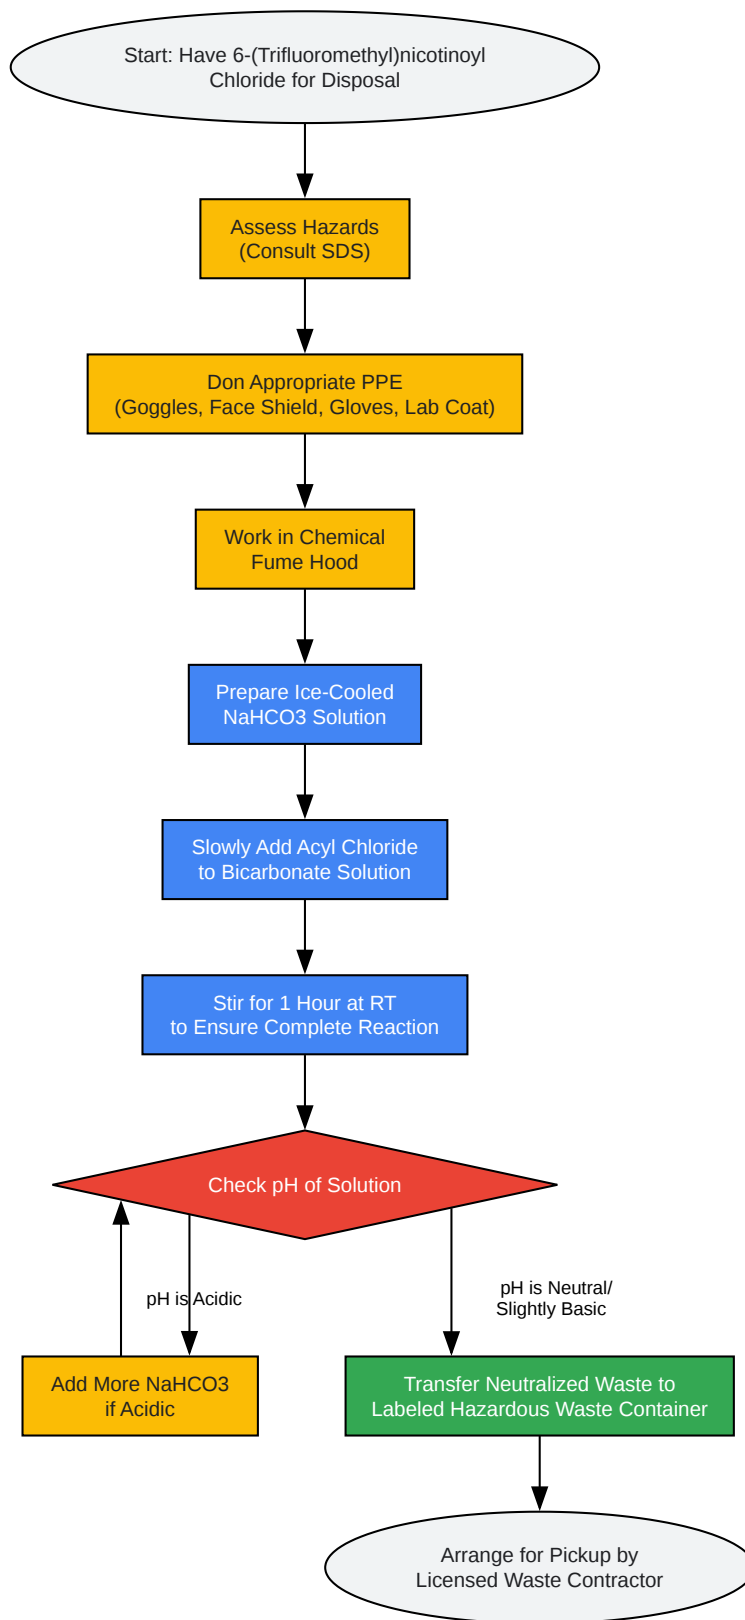 Start: Have 6-(Trifluoromethyl)nicotinoyl
Chloride for Disposal
Assess Hazards
(Consult SDS)
Don Appropriate PPE
(Goggles, Face Shield, Gloves, Lab Coat)
Work in Chemical
Fume Hood
Prepare Ice-Cooled
NaHCO3 Solution
Slowly Add Acyl Chloride
to Bicarbonate Solution
Stir for 1 Hour at RT
to Ensure Complete Reaction
Check pH of Solution
pH is Acidic
pH is Neutral/
Slightly Basic
Add More NaHCO3
if Acidic
Transfer Neutralized Waste to
Labeled Hazardous Waste Container
Arrange for Pickup by
Licensed Waste Contractor